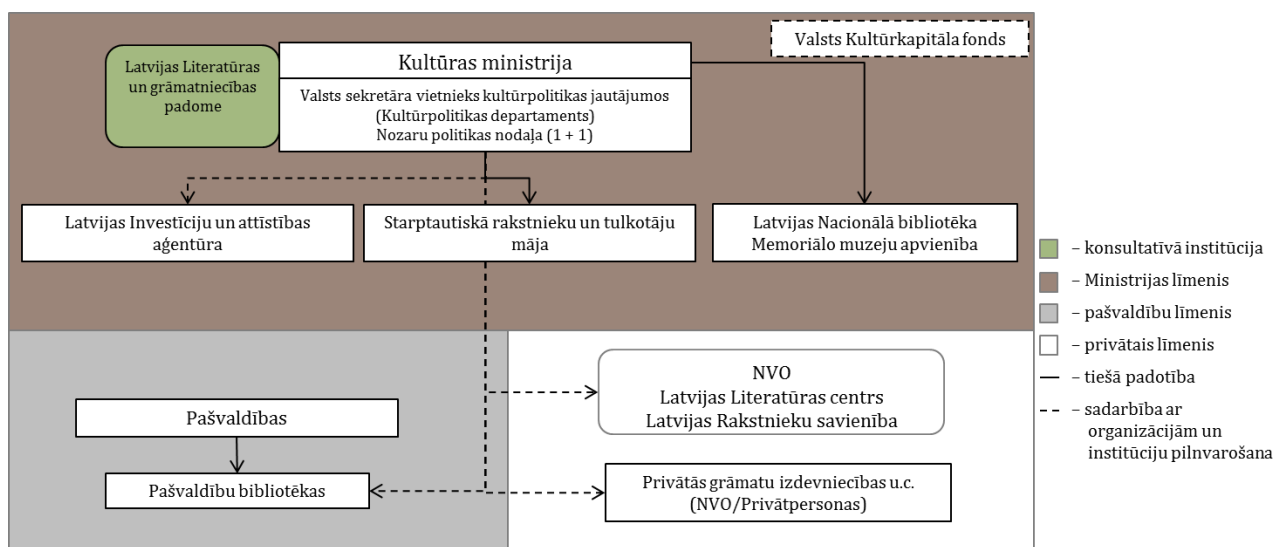 Valsts Kultūrkapitāla fonds
Latvijas Literatūras
un grāmatniecības
padome
Kultūras ministrija
Valsts sekretāra vietnieks kultūrpolitikas jautājumos
(Kultūrpolitikas departaments)
Nozaru politikas nodaļa (1 + 1)
Latvijas Investīciju un attīstības
aģentūra
Starptautiskā rakstnieku un tulkotāju
māja
Latvijas Nacionālā bibliotēka
Memoriālo muzeju apvienība
– konsultatīvā institūcija
– Ministrijas līmenis
– pašvaldību līmenis
– privātais līmenis
– tiešā padotība
– sadarbība ar
organizācijām un
institūciju pilnvarošana
NVO
Latvijas Literatūras centrs
Latvijas Rakstnieku savienība
Pašvaldības
Pašvaldību bibliotēkas
Privātās grāmatu izdevniecības u.c.
(NVO/Privātpersonas)